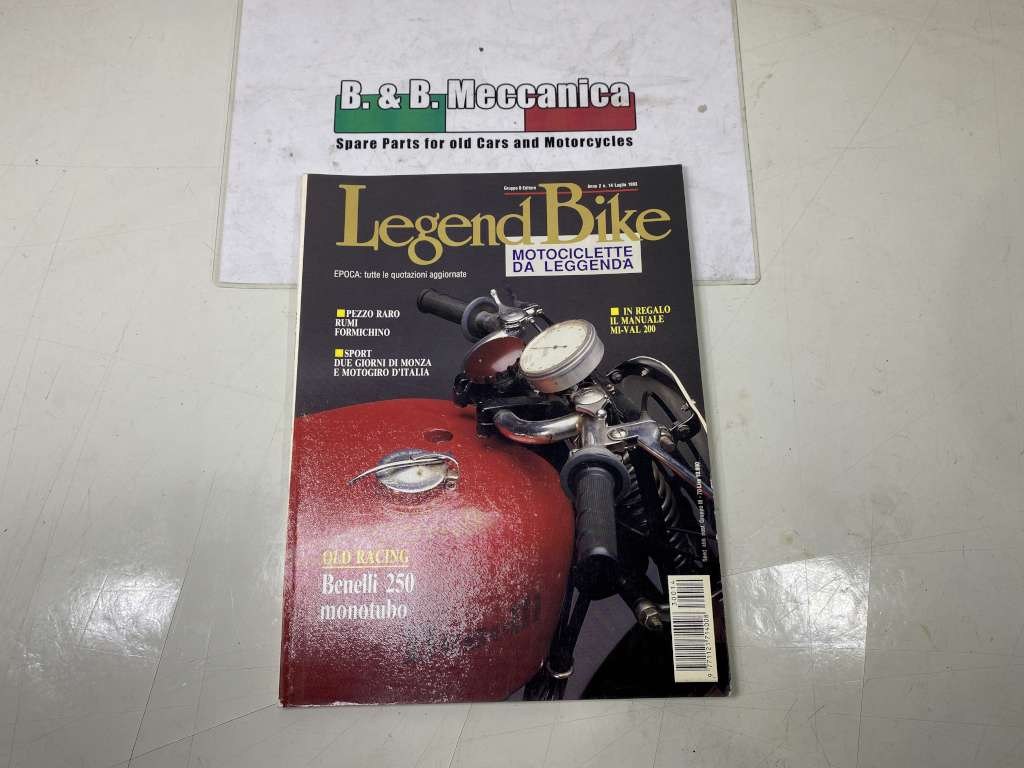 B. & B. Meccanica
Spare Parts for old Cars and Motorcycles
Gruppo B Editore
Anno 2 n. 14 Luglio 1993
Legend Bike
MOTOCICLETTE
DA LEGGENDA
EPOCA: tutte le quotazioni aggiornate
PEZZO RARO
RUMI
FORMICHINO
SPORT
DUE GIORNI DI MONZA
E MOTOGIRO D'ITALIA
IN REGALO
IL MANUALE
MI-VAL 200
OLD RACING
Benelli 250
monotubo
30014